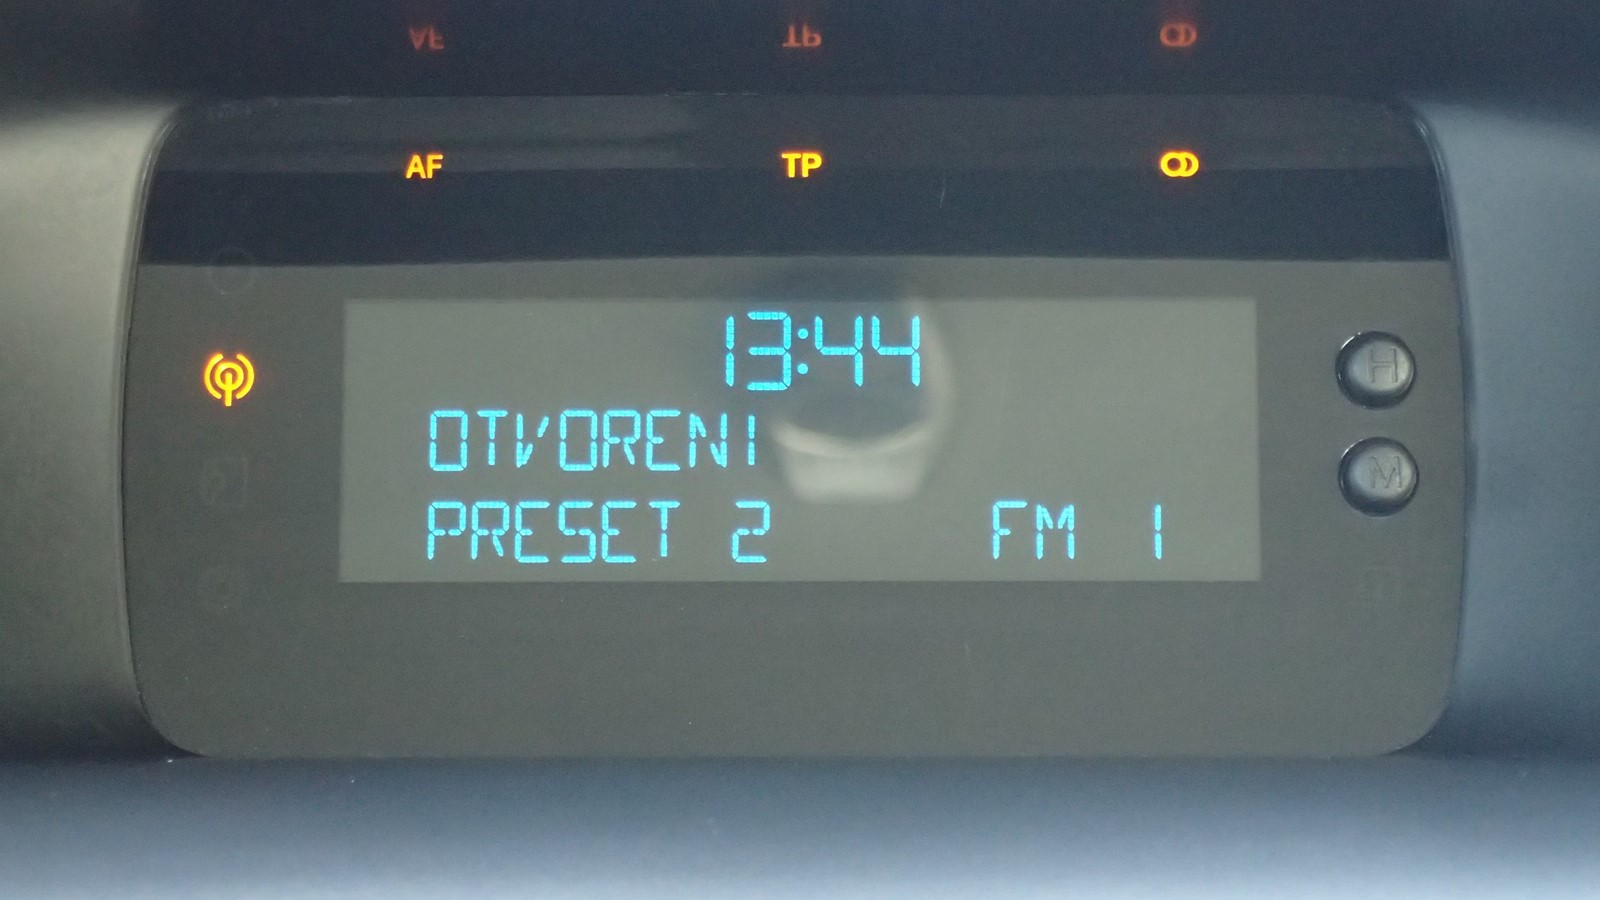 AF TP
13:44
H
OTVORENI
M
PRESET 2 FM 1